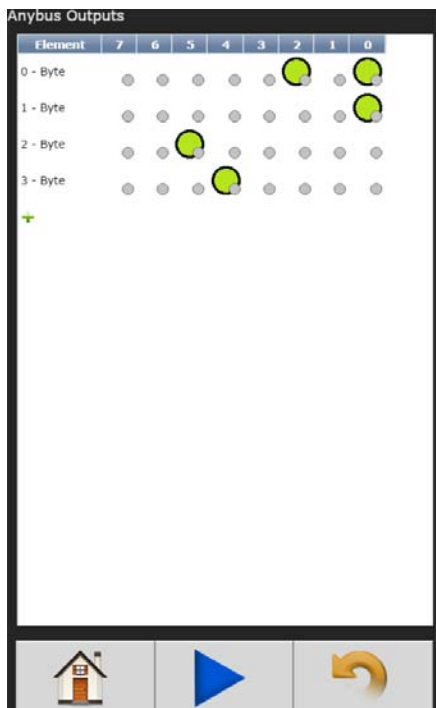 Anybus Outputs
Element 7 6 5 4 3 2 1 0
0 - Byte
1 - Byte
2 - Byte
3 - Byte